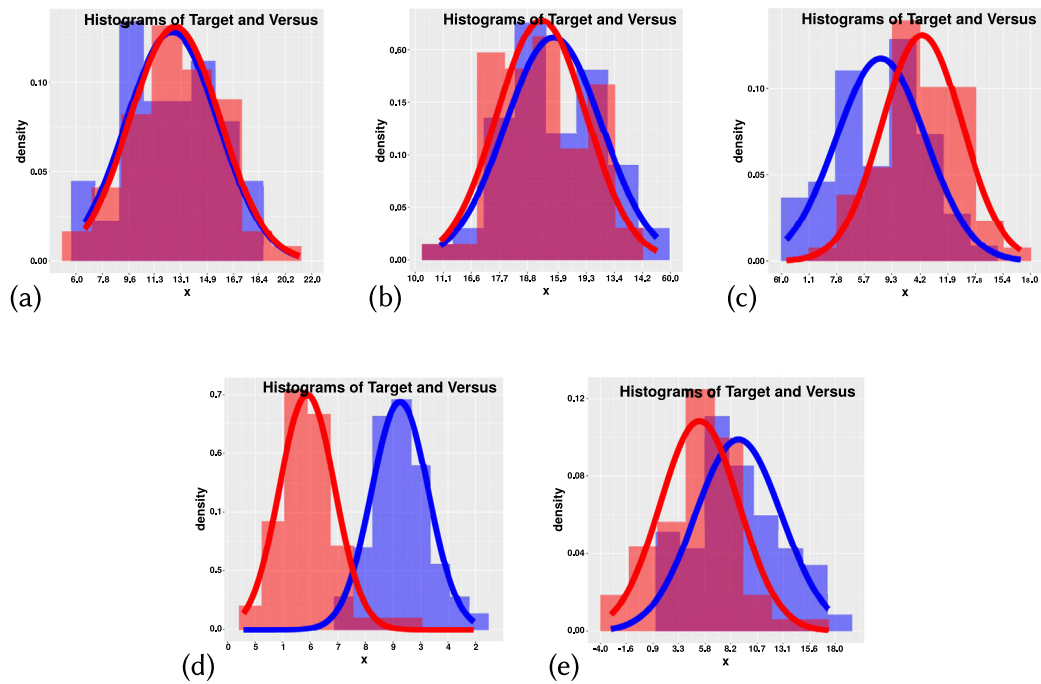 Histograms of Target and Versus
0.10
0.05
0.00
density
6.0 7.8 9.6 11.3 12.9 14.9 16.7 18.4 20.2 22.0
x
(a)
Histograms of Target and Versus
0,60
0.15
0.10
0.05
0.00
density
10.0 11.1 16.6 17.7 18.8 15.9 19.3 14.2 60.0
x
(b)
Histograms of Target and Versus
0.10
0.05
0.00
density
1.1 7.8 5.7 9.3 4.2 11.9 17.8 15.4
x
(c)
Histograms of Target and Versus
0.7
0.6
0.1
0.5
0.0
density
0 5 1 6 7 8 9 3 4 2
x
(d)
Histograms of Target and Versus
0.12
0.08
0.04
0.00
density
-4.0 -1.6 0.9 3.3 5.8 8.2 10.7 13.1 15.6 18.0
x
(e)